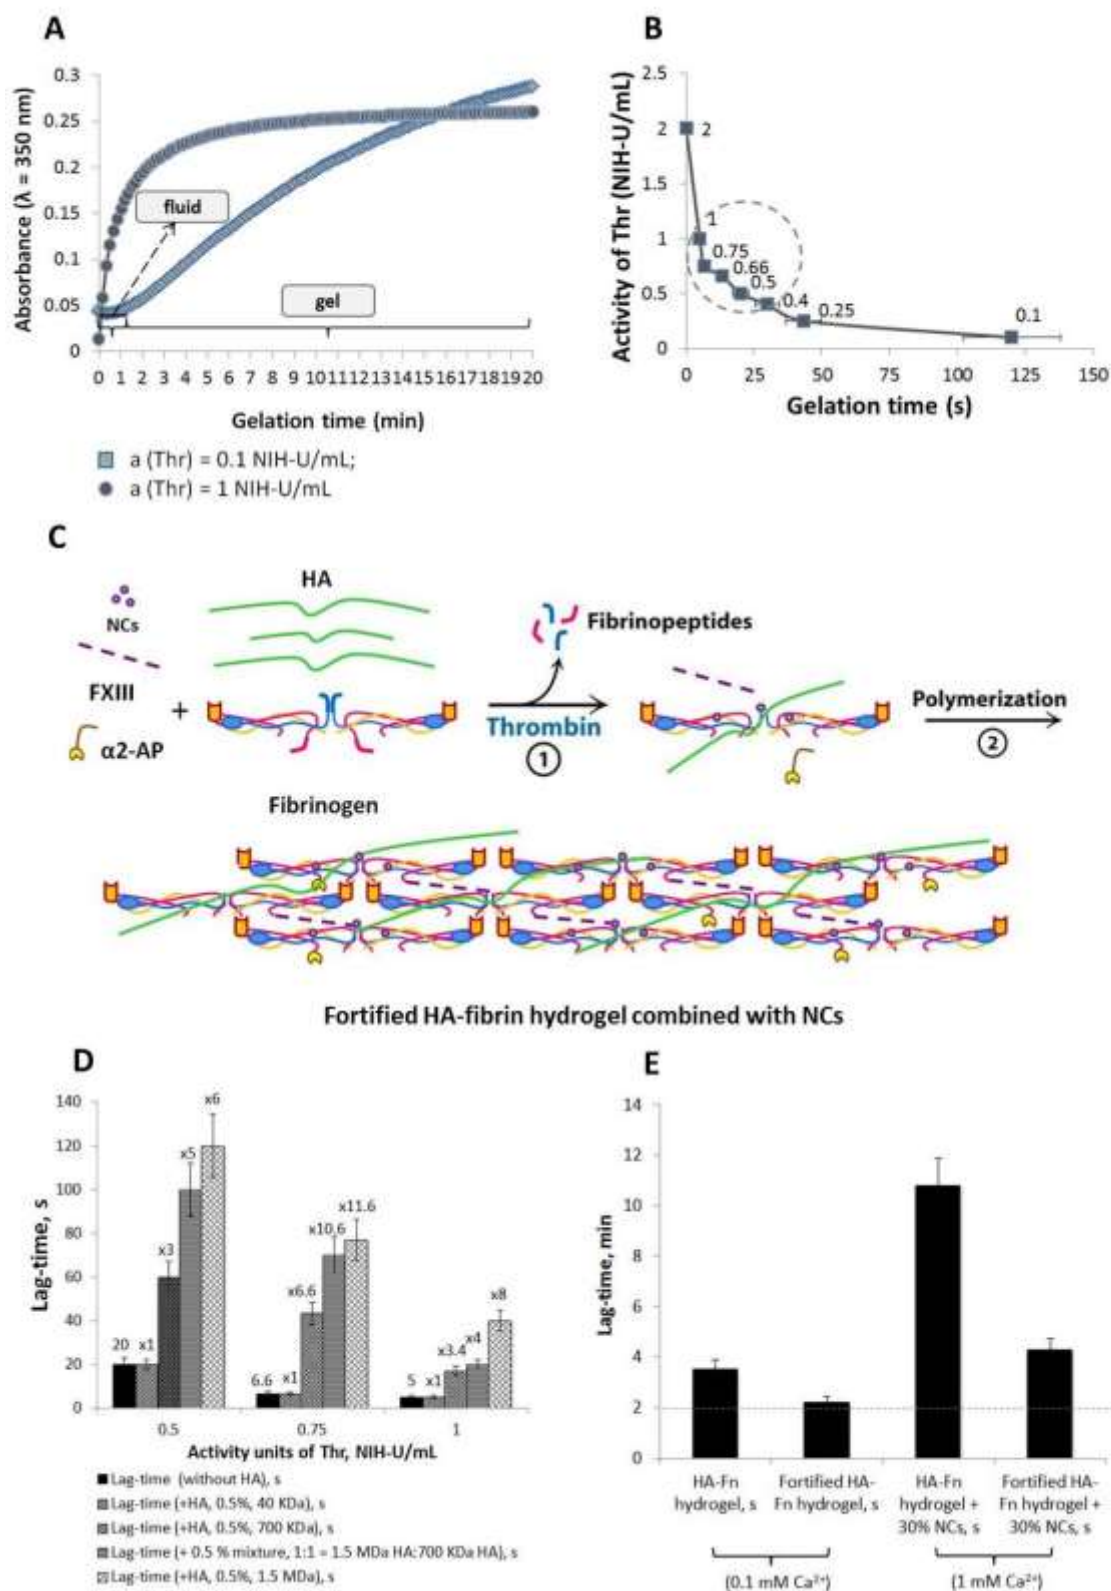 A
Absorbance (λ = 350 nm)
0.3
0.25
0.2
0.15
0.1
0.05
0
fluid
gel
0 1 2 3 4 5 6 7 8 9 10 11 12 13 14 15 16 17 18 19 20
Gelation time (min)
a (Thr) = 0.1 NIH-U/mL;
a (Thr) = 1 NIH-U/mL
B
Activity of Thr (NIH-U/mL)
2.5
2
1.5
1
0.5
0
2
1
0.75
0.66
0.5
0.4
0.25
0.1
0 25 50 75 100 125 150
Gelation time (s)
C
NCs
FXIII
α2-AP
+
HA
Fibrinogen
Fibrinopeptides
Thrombin
1
Polymerization
2
Fortified HA-fibrin hydrogel combined with NCs
D
Lag-time, s
140
120
100
80
60
40
20
0
20 x1 x3 x5 x6
6.6 x1 x6.6 x10.6 x11.6
5 x1 x3.4 x4 x8
0.5 0.75 1
Activity units of Thr, NIH-U/mL
Lag-time (without HA), s
Lag-time (+HA, 0.5%, 40 KDa), s
Lag-time (+HA, 0.5%, 700 KDa), s
Lag-time (+ 0.5 % mixture, 1:1 = 1.5 MDa HA:700 KDa HA), s
Lag-time (+HA, 0.5%, 1.5 MDa), s
E
Lag-time, min
14
12
10
8
6
4
2
0
HA-Fn
hydrogel, s
Fortified HA-
Fn hydrogel, s
HA-Fn
hydrogel +
30% NCs, s
Fortified HA-
Fn hydrogel +
30% NCs, s
(0.1 mM Ca²⁺)
(1 mM Ca²⁺)